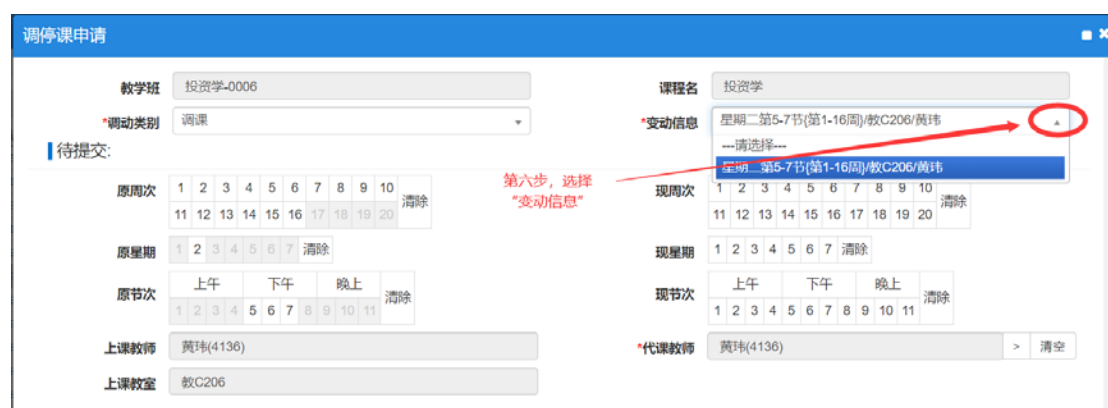 调停课申请
教学班 投资学-0006 课程名 投资学
*调动类别 调课 *变动信息 星期二第5-7节{第1-16周}/教C206/黄玮
---请选择---
星期二第5-7节{第1-16周}/教C206/黄玮
待提交:
第六步，选择
“变动信息”
原周次 1 2 3 4 5 6 7 8 9 10 清除
11 12 13 14 15 16 17 18 19 20
现周次 1 2 3 4 5 6 7 8 9 10 清除
11 12 13 14 15 16 17 18 19 20
原星期 1 2 3 4 5 6 7 清除
现星期 1 2 3 4 5 6 7 清除
原节次 上午 下午 晚上 清除
1 2 3 4 5 6 7 8 9 10 11
现节次 上午 下午 晚上 清除
1 2 3 4 5 6 7 8 9 10 11
上课教师 黄玮(4136) *代课教师 黄玮(4136) > 清空
上课教室 教C206